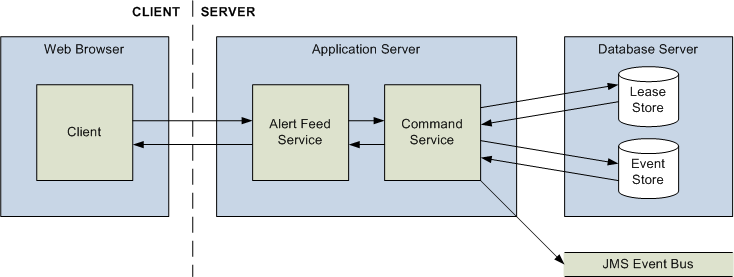 CLIENT
SERVER
Web Browser
Application Server
Database Server
Client
Alert Feed
Service
Command
Service
Lease
Store
Event
Store
JMS Event Bus